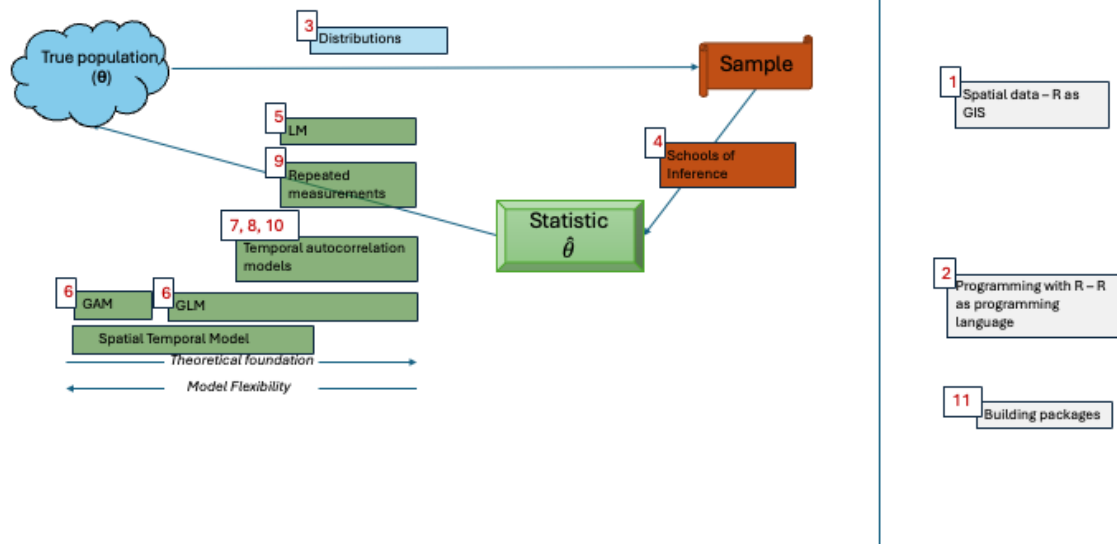 3
Distributions
True population
(θ)
Sample
1
Spatial data – R as
GIS
5
LM
4
Schools of
Inference
9
Repeated
measurements
Statistic
θ̂
7, 8, 10
Temporal autocorrelation
models
2
Programming with R – R
as programming
language
6
GAM
6
GLM
Spatial Temporal Model
Theoretical foundation
Model Flexibility
11
Building packages